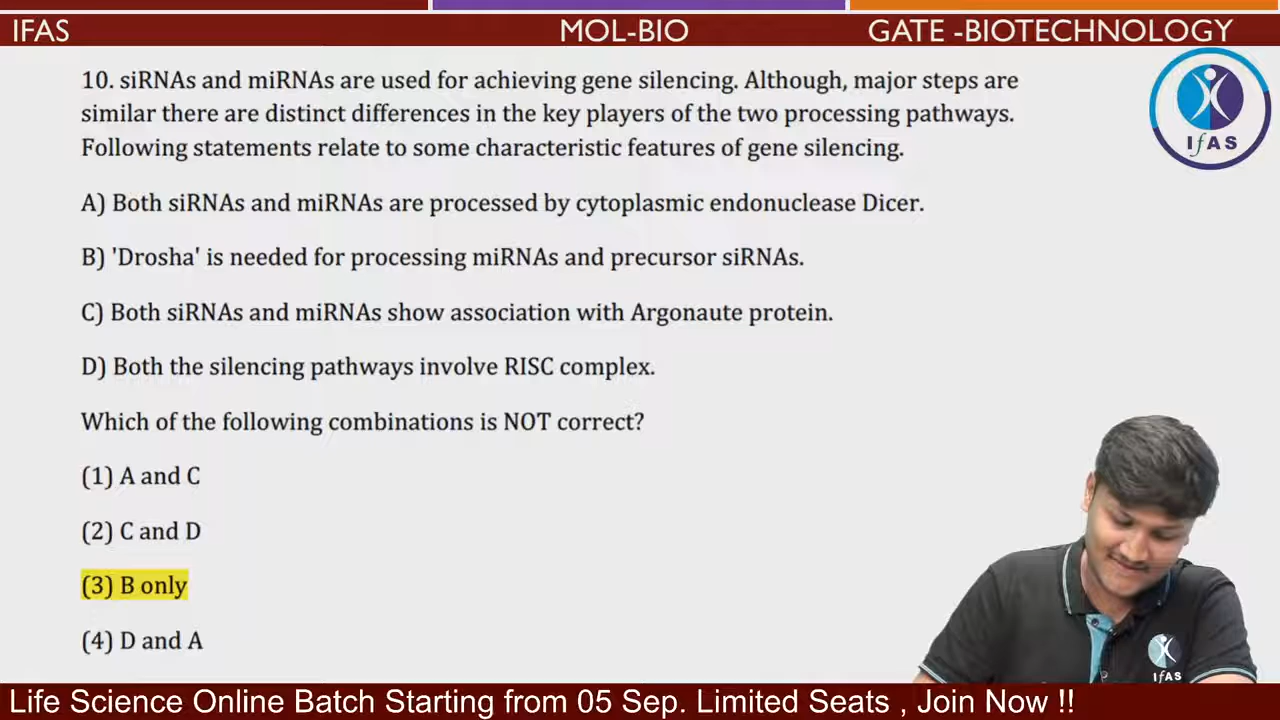 IFAS
MOL-BIO
GATE -BIOTECHNOLOGY
IfAS
10. siRNAs and miRNAs are used for achieving gene silencing. Although, major steps are
similar there are distinct differences in the key players of the two processing pathways.
Following statements relate to some characteristic features of gene silencing.
A) Both siRNAs and miRNAs are processed by cytoplasmic endonuclease Dicer.
B) 'Drosha' is needed for processing miRNAs and precursor siRNAs.
C) Both siRNAs and miRNAs show association with Argonaute protein.
D) Both the silencing pathways involve RISC complex.
Which of the following combinations is NOT correct?
(1) A and C
(2) C and D
(3) B only
(4) D and A
IfAS
Life Science Online Batch Starting from 05 Sep. Limited Seats , Join Now !!